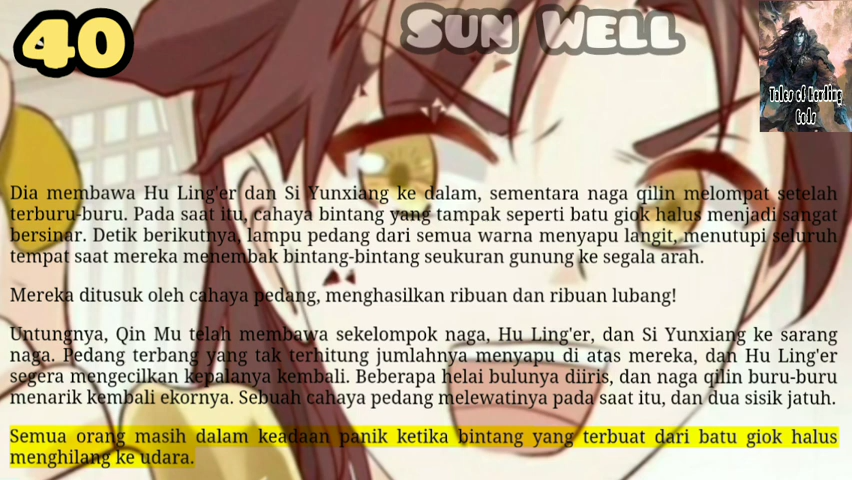 40
Sun Well
Tales of Herding
Gods
Dia membawa Hu Ling'er dan Si Yunxiang ke dalam, sementara naga qilin melompat setelah
terburu-buru. Pada saat itu, cahaya bintang yang tampak seperti batu giok halus menjadi sangat
bersinar. Detik berikutnya, lampu pedang dari semua warna menyapu langit, menutupi seluruh
tempat saat mereka menembak bintang-bintang seukuran gunung ke segala arah.
Mereka ditusuk oleh cahaya pedang, menghasilkan ribuan dan ribuan lubang!
Untungnya, Qin Mu telah membawa sekelompok naga, Hu Ling'er, dan Si Yunxiang ke sarang
naga. Pedang terbang yang tak terhitung jumlahnya menyapu di atas mereka, dan Hu Ling'er
segera mengecilkan kepalanya kembali. Beberapa helai bulunya diiris, dan naga qilin buru-buru
menarik kembali ekornya. Sebuah cahaya pedang melewatinya pada saat itu, dan dua sisik jatuh.
Semua orang masih dalam keadaan panik ketika bintang yang terbuat dari batu giok halus
menghilang ke udara.